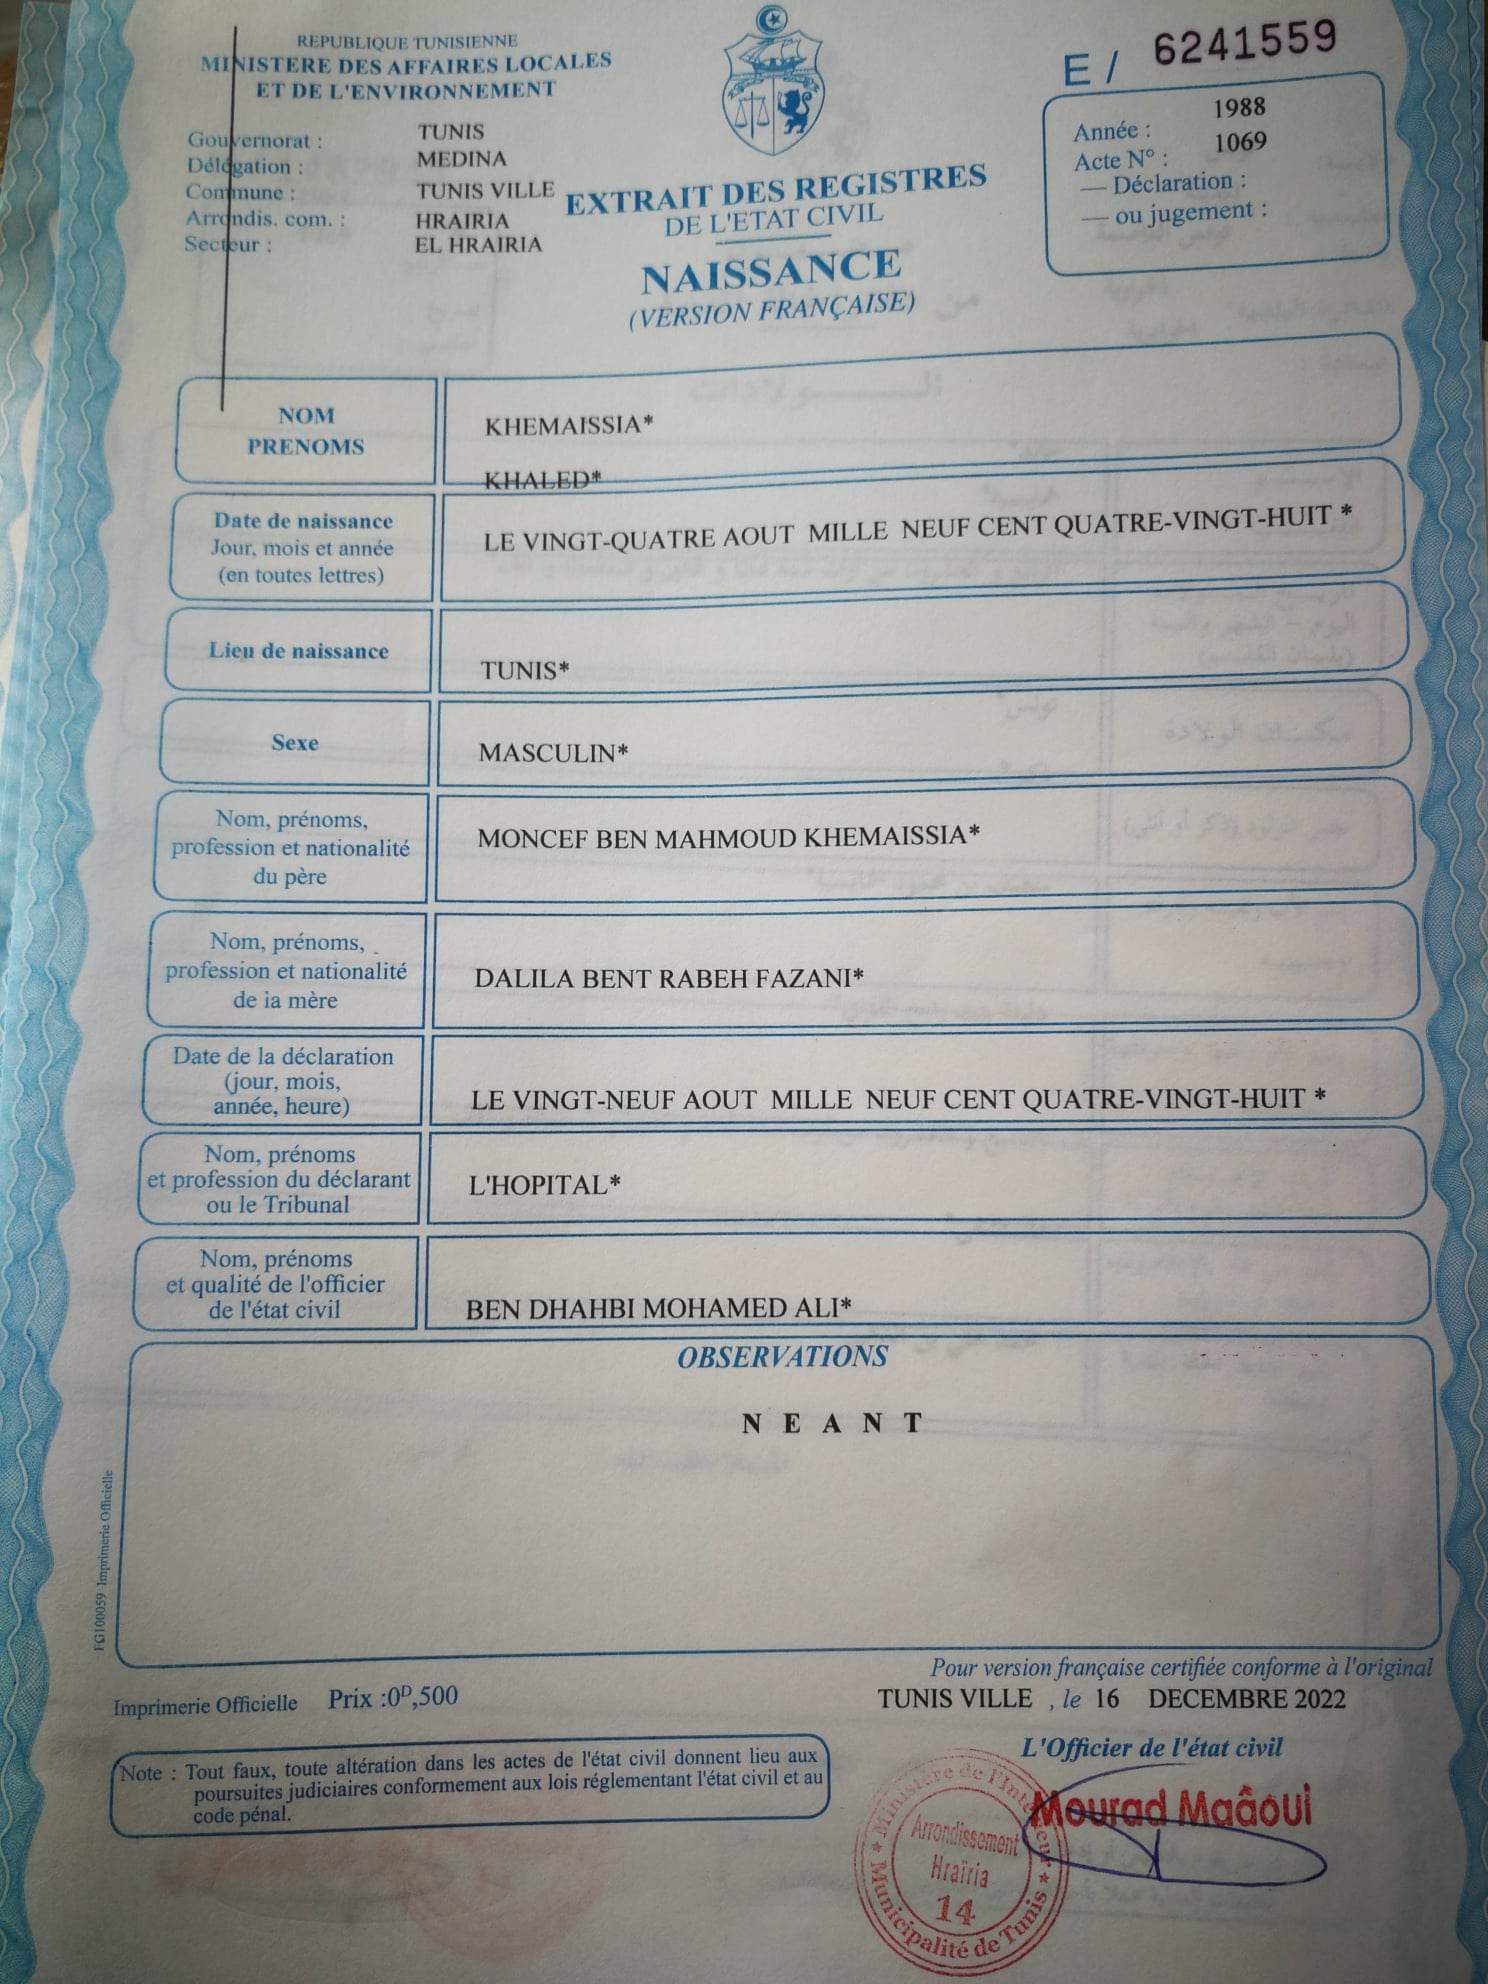 REPUBLIQUE TUNISIENNE
MINISTERE DES AFFAIRES LOCALES
ET DE L'ENVIRONNEMENT
Gouvernorat : TUNIS
Délégation : MEDINA
Commune : TUNIS VILLE
Arrondis. com. : HRAIRIA
Secteur : EL HRAIRIA
EXTRAIT DES REGISTRES
DE L'ETAT CIVIL
NAISSANCE
(VERSION FRANÇAISE)
E / 6241559
Année : 1988
Acte N° : 1069
— Déclaration :
— ou jugement :
NOM
PRENOMS
KHEMAISSIA*
KHALED*
Date de naissance
Jour, mois et année
(en toutes lettres)
LE VINGT-QUATRE AOUT MILLE NEUF CENT QUATRE-VINGT-HUIT *
Lieu de naissance
TUNIS*
Sexe
MASCULIN*
Nom, prénoms,
profession et nationalité
du père
MONCEF BEN MAHMOUD KHEMAISSIA*
Nom, prénoms,
profession et nationalité
de ia mère
DALILA BENT RABEH FAZANI*
Date de la déclaration
(jour, mois,
année, heure)
LE VINGT-NEUF AOUT MILLE NEUF CENT QUATRE-VINGT-HUIT *
Nom, prénoms
et profession du déclarant
ou le Tribunal
L'HOPITAL*
Nom, prénoms
et qualité de l'officier
de l'état civil
BEN DHAHBI MOHAMED ALI*
OBSERVATIONS
N E A N T
FG100059 Imprimerie Officielle
Pour version française certifiée conforme à l'original
Imprimerie Officielle Prix :0D,500
TUNIS VILLE , le 16 DECEMBRE 2022
L'Officier de l'état civil
Note : Tout faux, toute altération dans les actes de l'état civil donnent lieu aux
poursuites judiciaires conformement aux lois réglementant l'état civil et au
code pénal.
Mourad Maâoui
Ministère de l'Intérieur
Arrondissement
Hraïria
14
Municipalité de Tunis